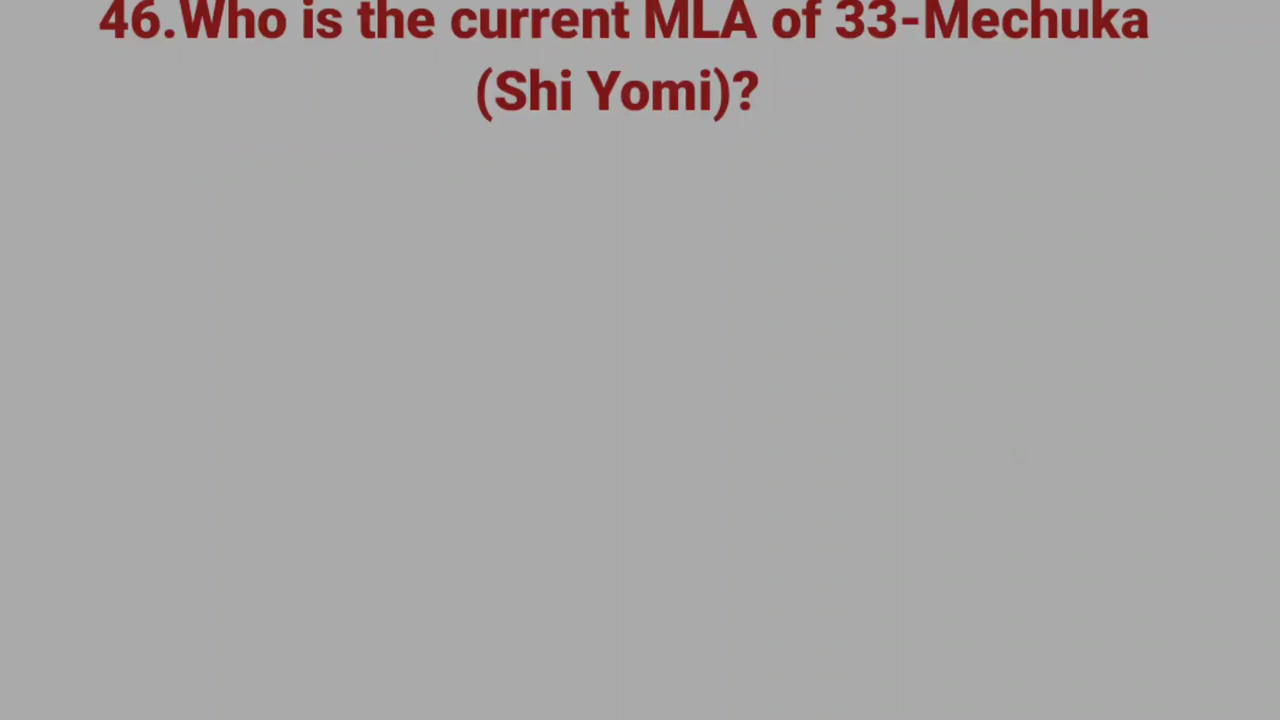 46.Who is the current MLA of 33-Mechuka
(Shi Yomi)?